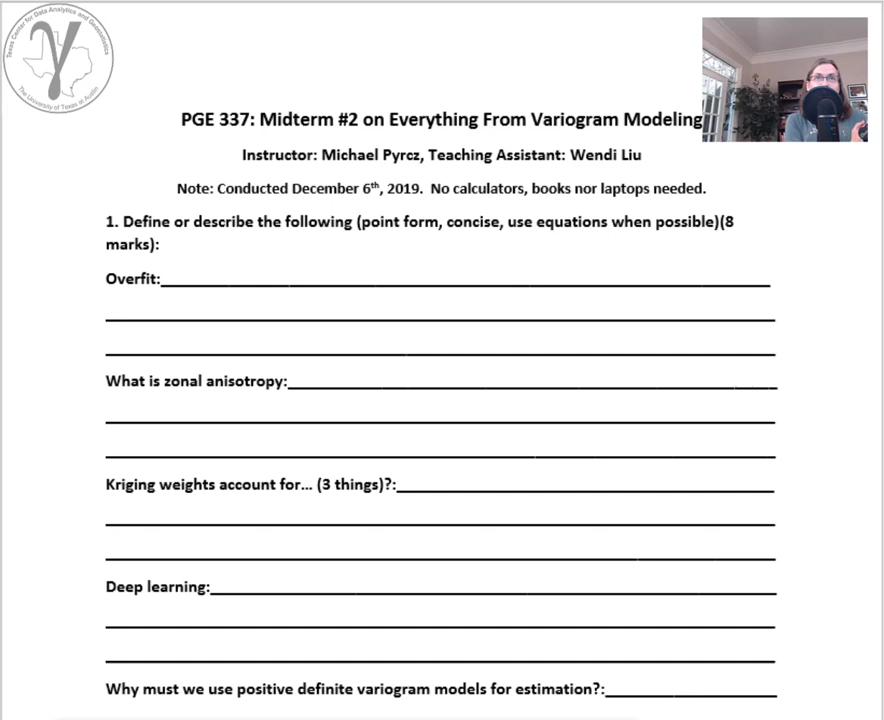 Texas Center for Data Analytics and Geostatistics
The University of Texas at Austin
γ
PGE 337: Midterm #2 on Everything From Variogram Modeling
Instructor: Michael Pyrcz, Teaching Assistant: Wendi Liu
Note: Conducted December 6th, 2019. No calculators, books nor laptops needed.
1. Define or describe the following (point form, concise, use equations when possible)(8
marks):
Overfit:
What is zonal anisotropy:
Kriging weights account for... (3 things)?:
Deep learning:
Why must we use positive definite variogram models for estimation?: